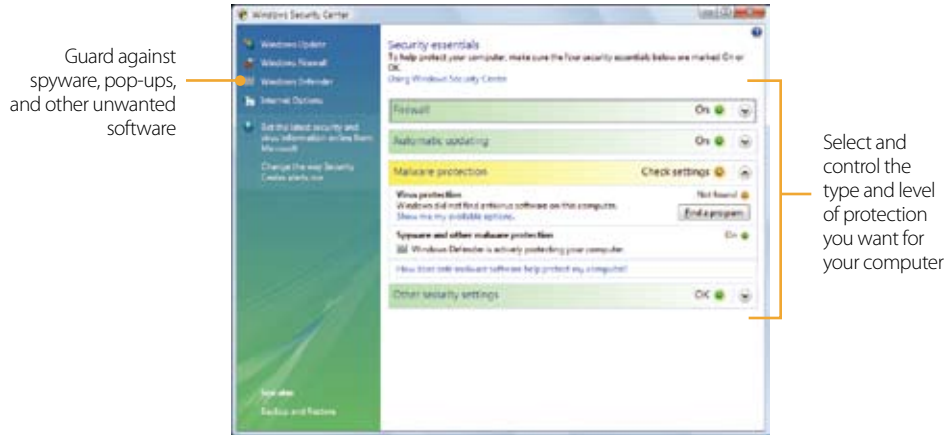 Windows Security Center
Guard against
spyware, pop-ups,
and other unwanted
software
Windows Update
Windows Firewall
Windows Defender
Internet Options
Get the latest security and
virus information online from
Microsoft
Change the way Security
Center alerts me
See also
Backup and Restore
Security essentials
To help protect your computer, make sure the four security essentials below are marked On or
OK.
Using Windows Security Center
Firewall On
Automatic updating On
Malware protection Check settings
Virus protection Not found
Windows did not find antivirus software on this computer.
Show me my available options. Find a program
Spyware and other malware protection On
Windows Defender is actively protecting your computer.
How does anti-malware software help protect my computer?
Other security settings OK
Select and
control the
type and level
of protection
you want for
your computer